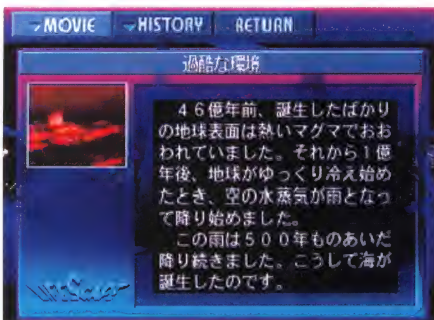 MOVIE HISTORY RETURN
過酷な環境
　４６億年前、誕生したばかり
の地球表面は熱いマグマでおお
われていました。それから１億
年後、地球がゆっくり冷え始め
たとき、空の水蒸気が雨となっ
て降り始めました。
　この雨は５００年ものあいだ
降り続きました。こうして海が
誕生したのです。